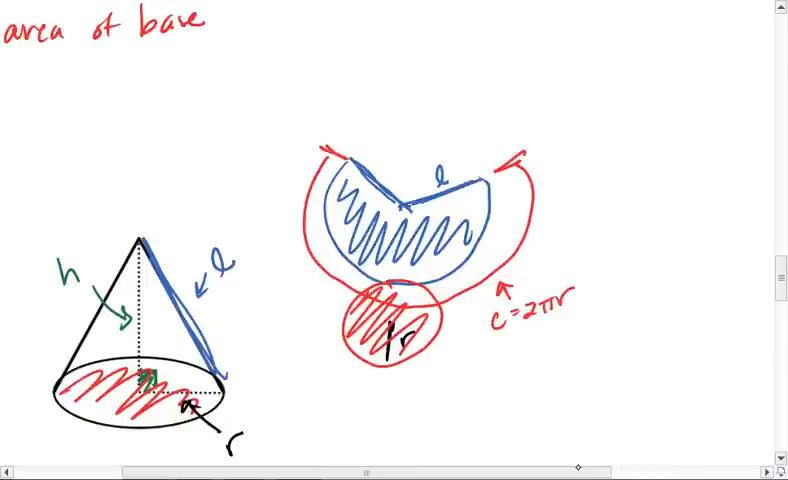 area of base
l
h
l
c = 2πr
r
r